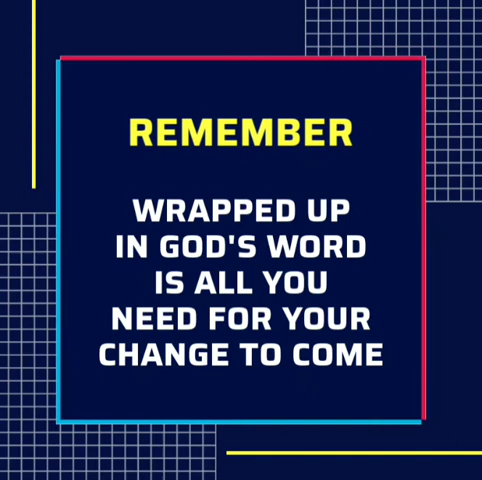 REMEMBER
WRAPPED UP
IN GOD'S WORD
IS ALL YOU
NEED FOR YOUR
CHANGE TO COME